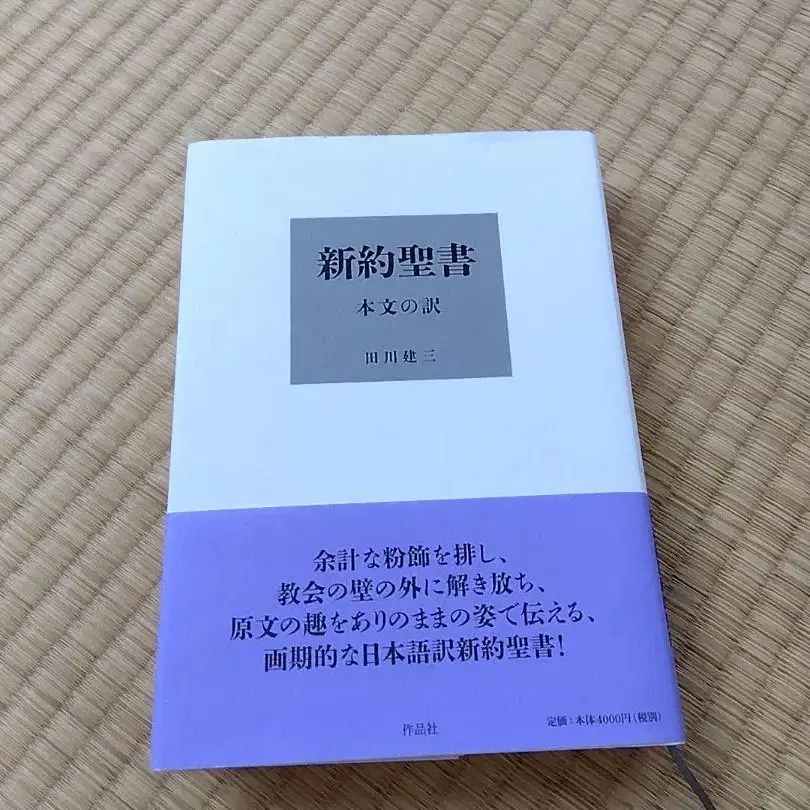 新約聖書
本文の訳
田川建三
余計な粉飾を排し、
教会の壁の外に解き放ち、
原文の趣をありのままの姿で伝える、
画期的な日本語訳新約聖書!
定価:本体4000円(税別)
作品社